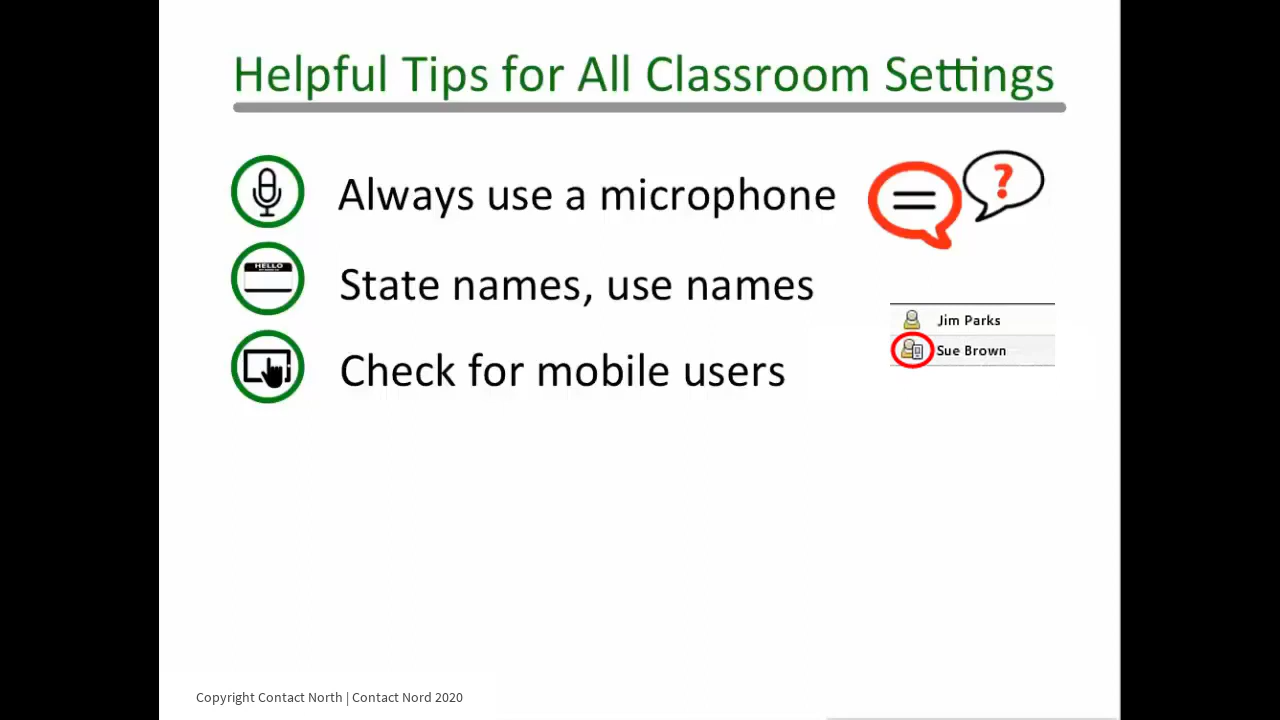 Helpful Tips for All Classroom Settings
Always use a microphone
?
HELLO
State names, use names
Jim Parks
Sue Brown
Check for mobile users
Copyright Contact North | Contact Nord 2020